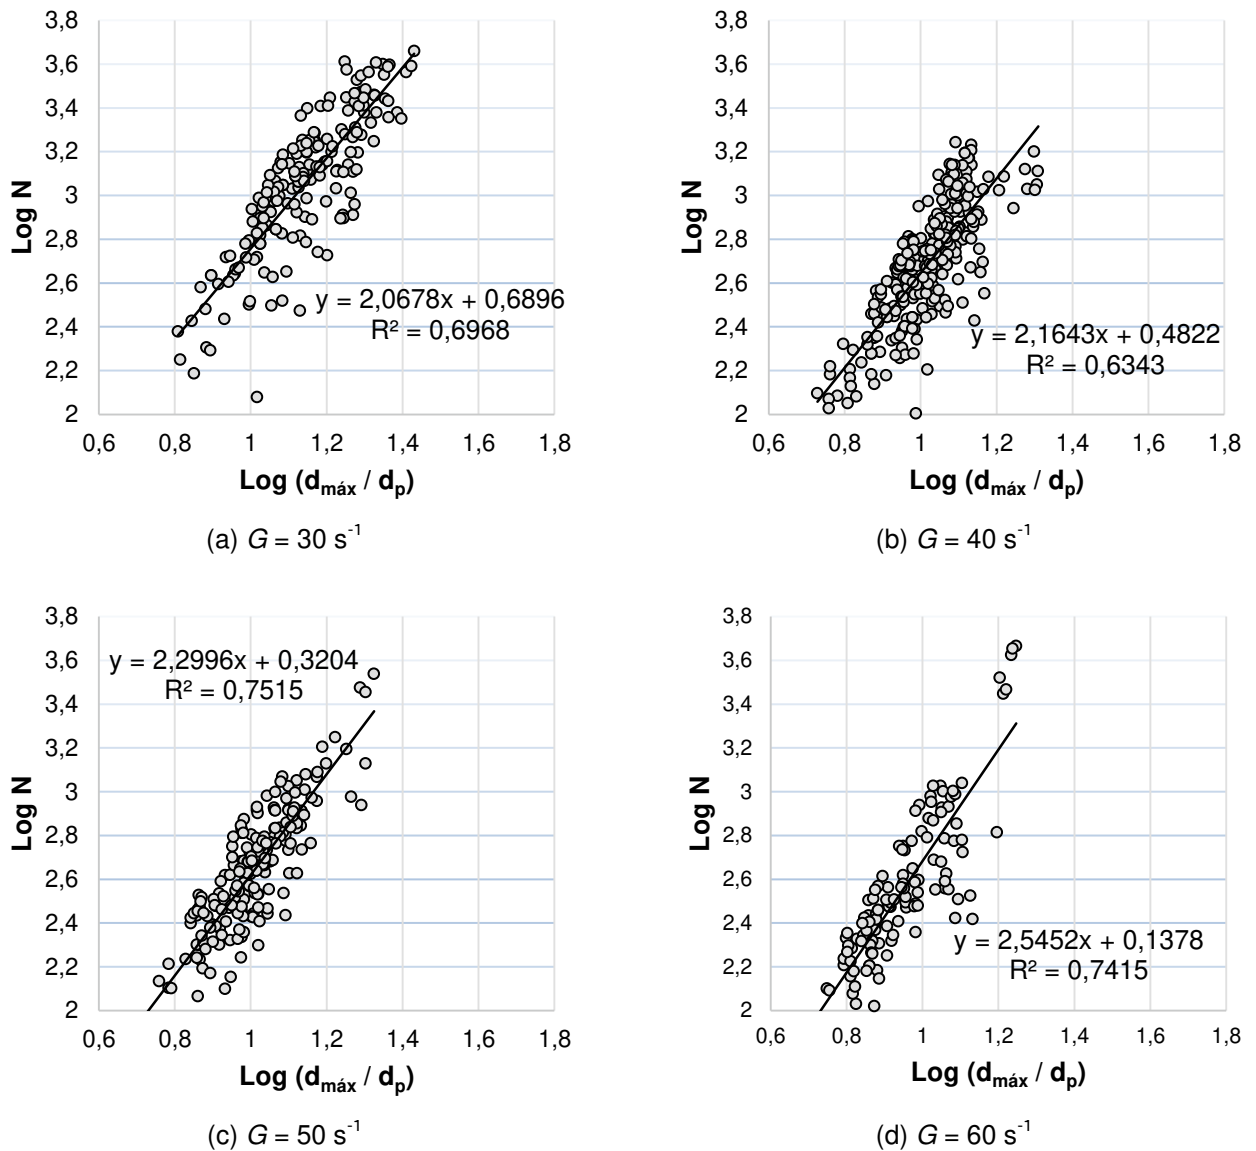 3,8
3,6
3,4
3,2
3
2,8
2,6
2,4
2,2
2
Log N
y = 2,0678x + 0,6896
R² = 0,6968
0,6 0,8 1 1,2 1,4 1,6 1,8
Log (dmáx / dp)
(a) G = 30 s-1
3,8
3,6
3,4
3,2
3
2,8
2,6
2,4
2,2
2
Log N
y = 2,1643x + 0,4822
R² = 0,6343
0,6 0,8 1 1,2 1,4 1,6 1,8
Log (dmáx / dp)
(b) G = 40 s-1
3,8
3,6
3,4
3,2
3
2,8
2,6
2,4
2,2
2
Log N
y = 2,2996x + 0,3204
R² = 0,7515
0,6 0,8 1 1,2 1,4 1,6 1,8
Log (dmáx / dp)
(c) G = 50 s-1
3,8
3,6
3,4
3,2
3
2,8
2,6
2,4
2,2
2
Log N
y = 2,5452x + 0,1378
R² = 0,7415
0,6 0,8 1 1,2 1,4 1,6 1,8
Log (dmáx / dp)
(d) G = 60 s-1